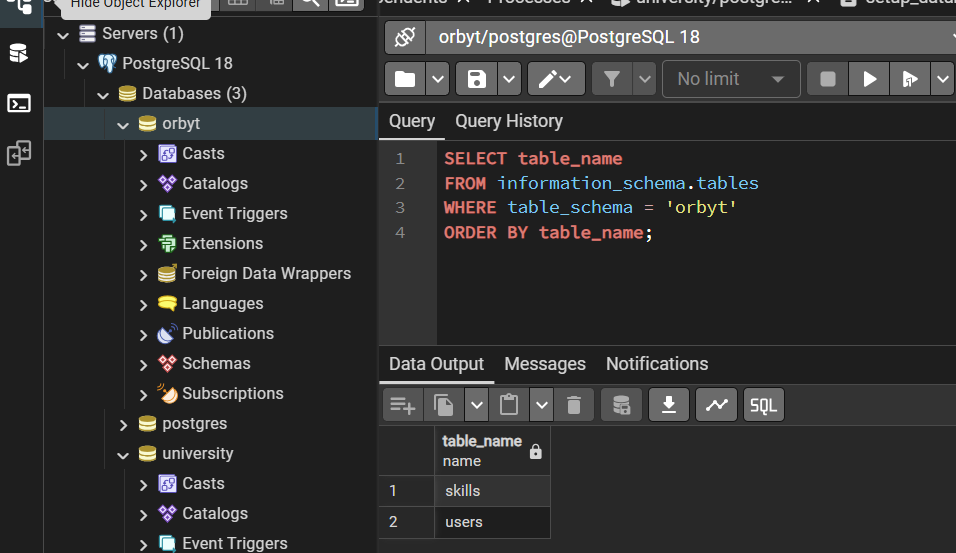 Hide Object Explorer
Servers (1)
PostgreSQL 18
Databases (3)
orbyt
Casts
Catalogs
Event Triggers
Extensions
Foreign Data Wrappers
Languages
Publications
Schemas
Subscriptions
postgres
university
Casts
Catalogs
Event Triggers
Processes
university/postgre...
orbyt/postgres@PostgreSQL 18
No limit
Query
Query History
1 SELECT table_name
2 FROM information_schema.tables
3 WHERE table_schema = 'orbyt'
4 ORDER BY table_name;
Data Output
Messages
Notifications
SQL
table_name
name
1 skills
2 users